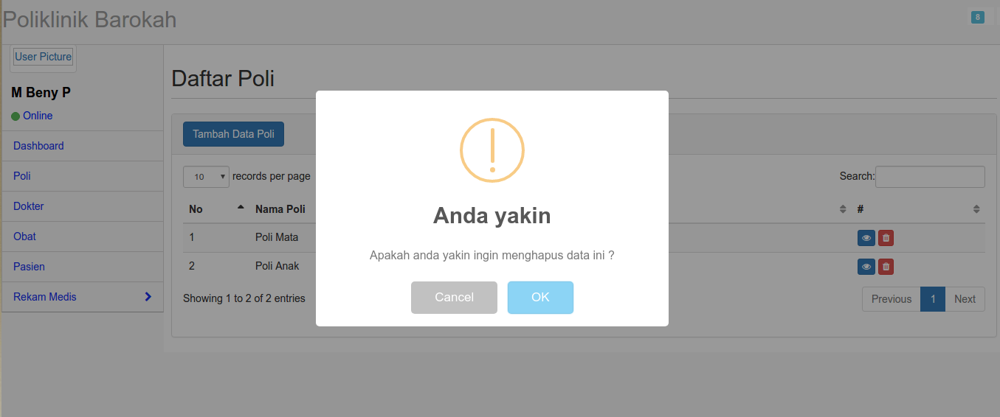 Poliklinik Barokah
8
User Picture
M Beny P
Online
Dashboard
Poli
Dokter
Obat
Pasien
Rekam Medis
Daftar Poli
Tambah Data Poli
10 records per page
Search:
No Nama Poli #
1 Poli Mata
2 Poli Anak
Showing 1 to 2 of 2 entries
Previous 1 Next
Anda yakin
Apakah anda yakin ingin menghapus data ini ?
Cancel OK